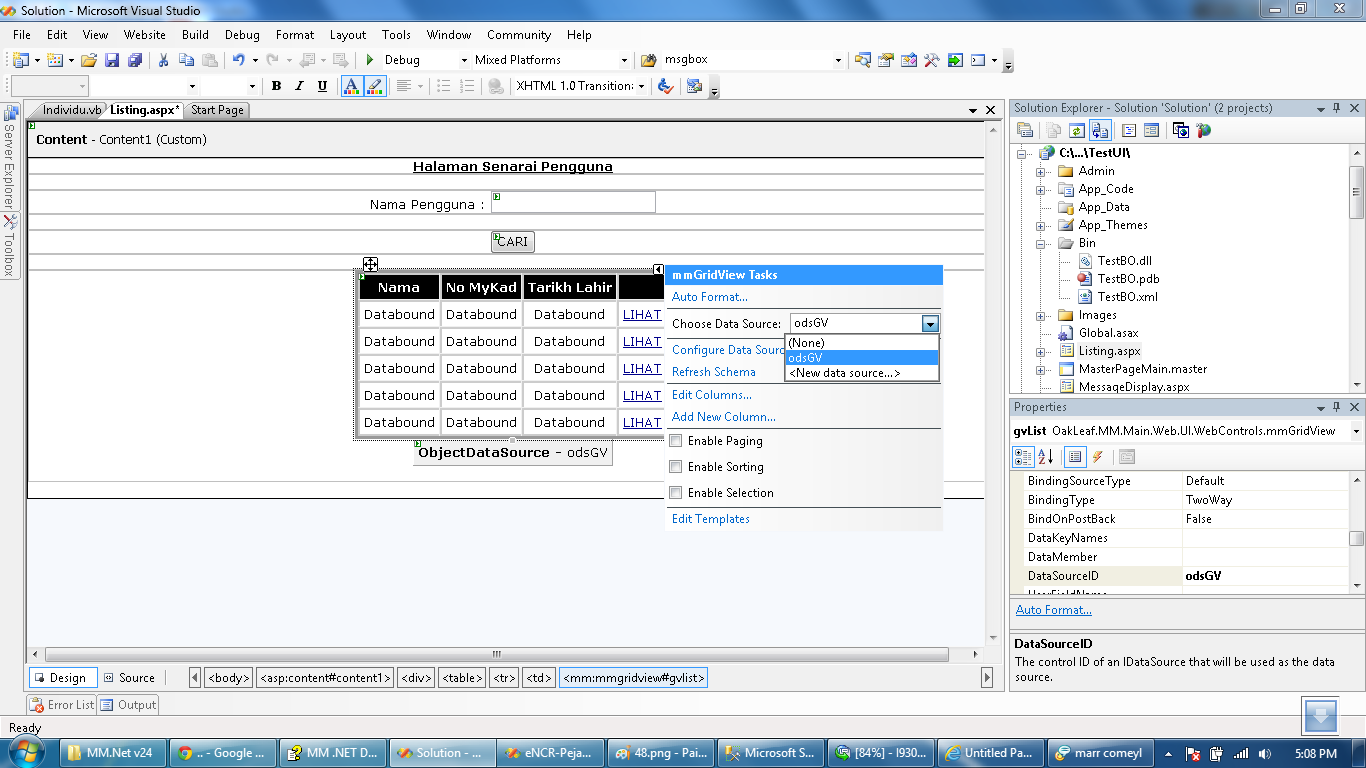 Solution - Microsoft Visual Studio
File Edit View Website Build Debug Format Layout Tools Window Community Help
Debug Mixed Platforms msgbox
B I U A XHTML 1.0 Transition
Individu.vb Listing.aspx* Start Page
Server Explorer
Toolbox
Content - Content1 (Custom)
Halaman Senarai Pengguna
Nama Pengguna :
CARI
Nama No MyKad Tarikh Lahir
Databound Databound Databound LIHAT
Databound Databound Databound LIHAT
Databound Databound Databound LIHAT
Databound Databound Databound LIHAT
Databound Databound Databound LIHAT
ObjectDataSource - odsGV
mmGridView Tasks
Auto Format...
Choose Data Source: odsGV
(None)
odsGV
<New data source...>
Configure Data Sourc
Refresh Schema
Edit Columns...
Add New Column...
Enable Paging
Enable Sorting
Enable Selection
Edit Templates
Design Source <body> <asp:content#content1> <div> <table> <tr> <td> <mm:mmgridview#gvlist>
Error List Output
Ready
Solution Explorer - Solution 'Solution' (2 projects)
C:\...\TestUI\
Admin
App_Code
App_Data
App_Themes
Bin
TestBO.dll
TestBO.pdb
TestBO.xml
Images
Global.asax
Listing.aspx
MasterPageMain.master
MessageDisplay.aspx
Properties
gvList OakLeaf.MM.Main.Web.UI.WebControls.mmGridView
BindingSourceType Default
BindingType TwoWay
BindOnPostBack False
DataKeyNames
DataMember
DataSourceID odsGV
Auto Format...
DataSourceID
The control ID of an IDataSource that will be used as the data
source.
MM.Net v24 .. - Google ... MM .NET D... Solution - ... eNCR-Peja... 48.png - Pai... Microsoft S... [84%] - I930... Untitled Pa... marr comeyl ... 5:08 PM